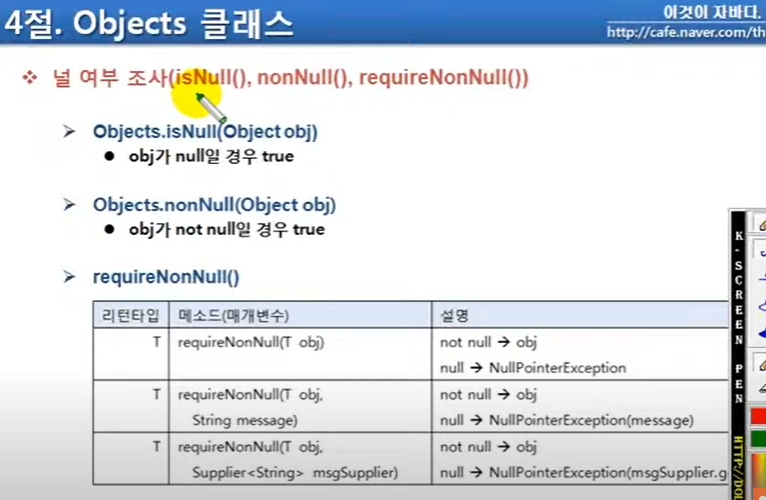 4절. Objects 클래스
이것이 자바다.
http://cafe.naver.com/th
널 여부 조사(isNull(), nonNull(), requireNonNull())
Objects.isNull(Object obj)
obj가 null일 경우 true
Objects.nonNull(Object obj)
obj가 not null일 경우 true
requireNonNull()
리턴타입 메소드(매개변수) 설명
T requireNonNull(T obj) not null → obj
null → NullPointerException
T requireNonNull(T obj, not null → obj
String message) null → NullPointerException(message)
T requireNonNull(T obj, not null → obj
Supplier<String> msgSupplier) null → NullPointerException(msgSupplier.g
K-SCREEN PEN